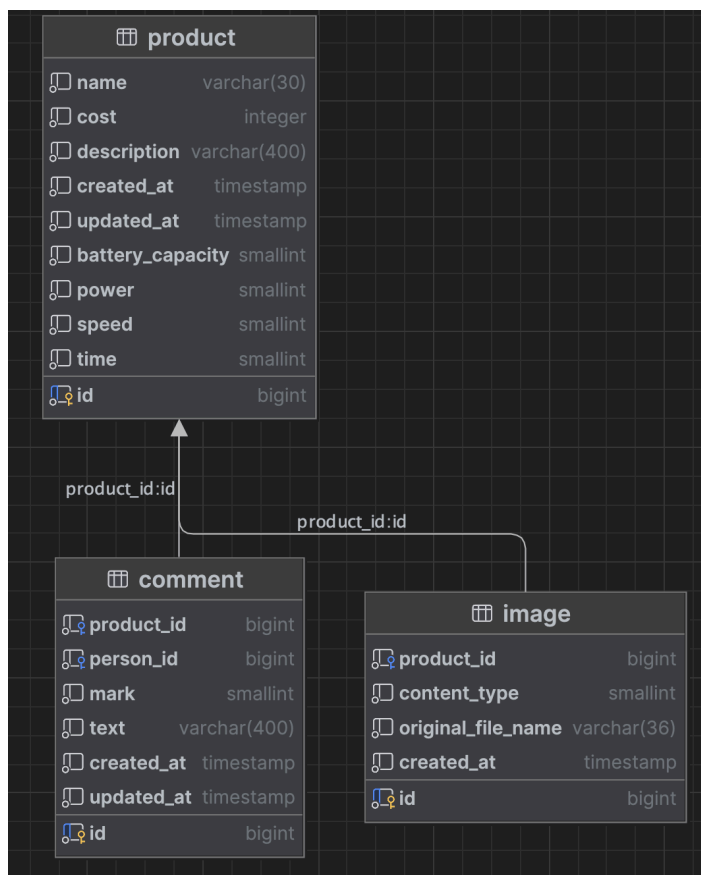 product
name varchar(30)
cost integer
description varchar(400)
created_at timestamp
updated_at timestamp
battery_capacity smallint
power smallint
speed smallint
time smallint
id bigint
product_id:id
product_id:id
comment
product_id bigint
person_id bigint
mark smallint
text varchar(400)
created_at timestamp
updated_at timestamp
id bigint
image
product_id bigint
content_type smallint
original_file_name varchar(36)
created_at timestamp
id bigint